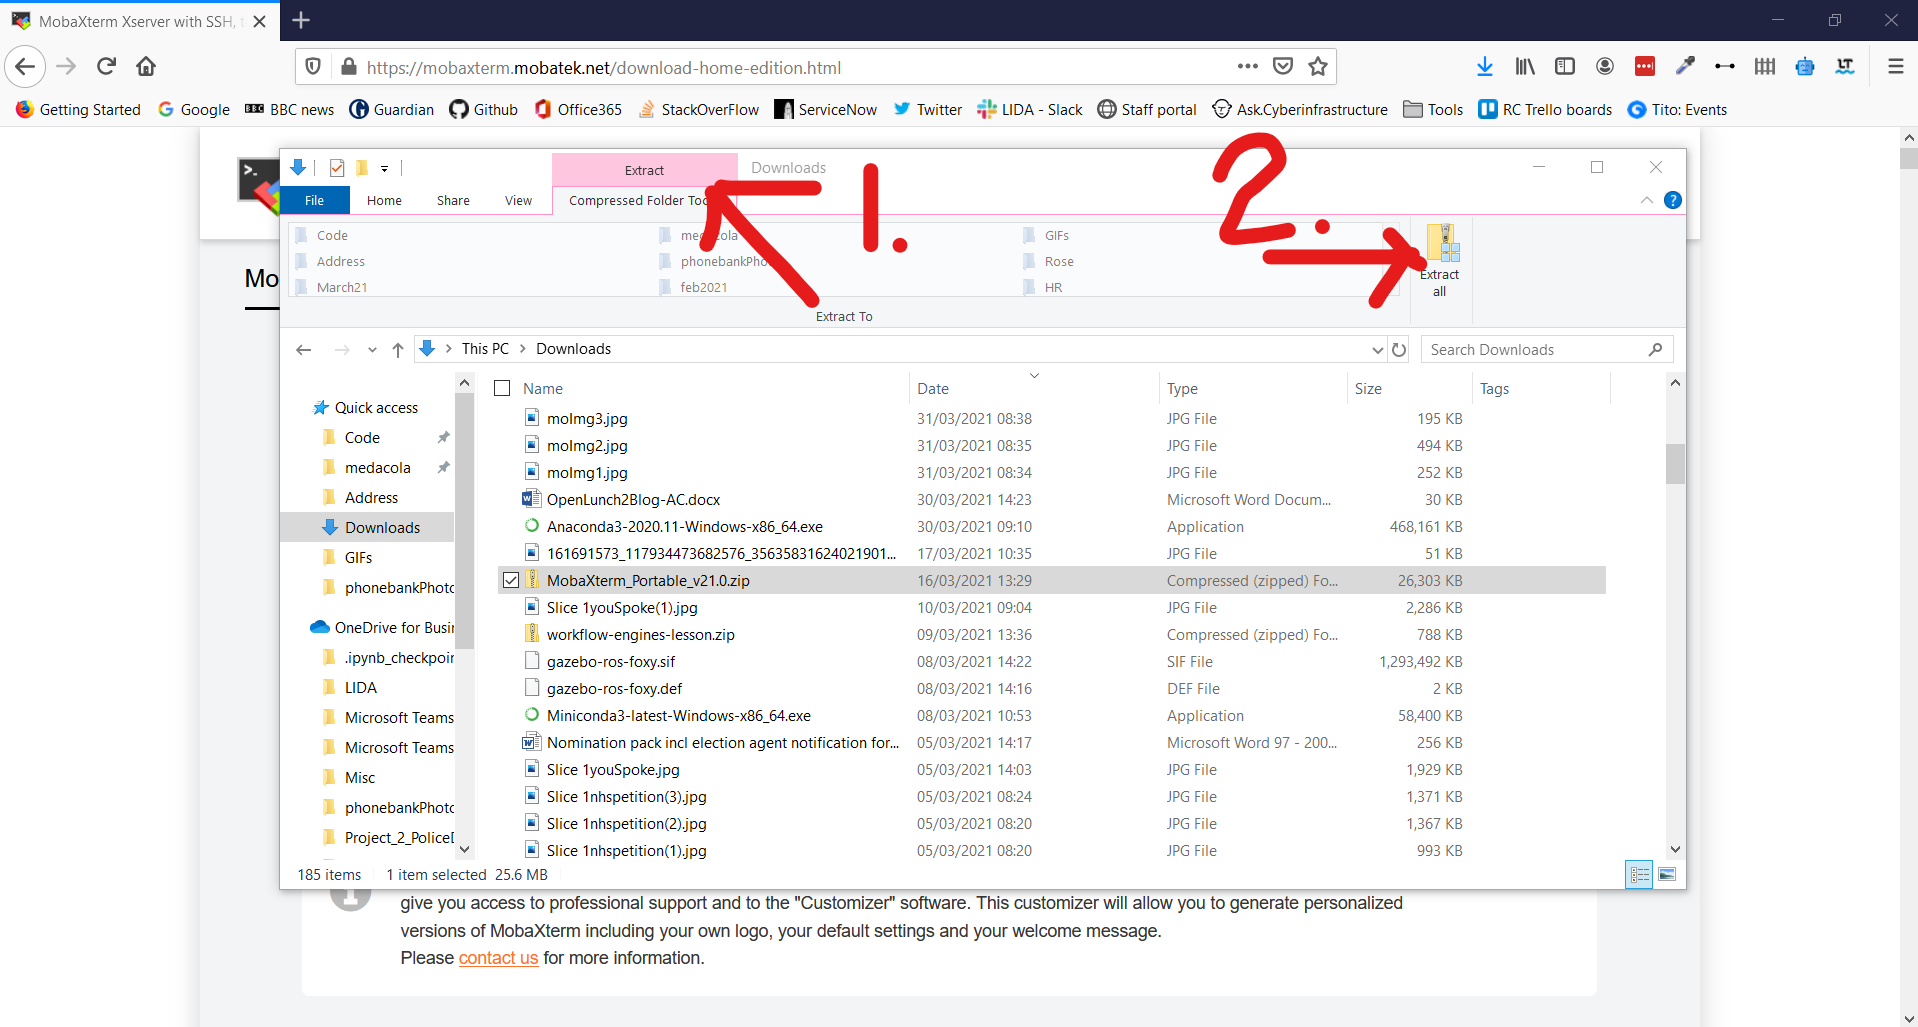 MobaXterm Xserver with SSH, t
https://mobaxterm.mobatek.net/download-home-edition.html
Getting Started Google BBC news Guardian Github Office365 StackOverFlow ServiceNow Twitter LIDA - Slack Staff portal Ask.Cyberinfrastructure Tools RC Trello boards Tito: Events
Extract Downloads
File Home Share View Compressed Folder Too
1.
2.
Code medacola GIFs
Address phonebankPho Rose
March21 feb2021 HR
Extract To
Extract
all
Mo
This PC > Downloads
Search Downloads
Name Date Type Size Tags
Quick access
Code
medacola
Address
Downloads
GIFs
phonebankPhoto
OneDrive for Busin
.ipynb_checkpoin
LIDA
Microsoft Teams
Microsoft Teams
Misc
phonebankPhoto
Project_2_PoliceD
moImg3.jpg 31/03/2021 08:38 JPG File 195 KB
moImg2.jpg 31/03/2021 08:35 JPG File 494 KB
moImg1.jpg 31/03/2021 08:34 JPG File 252 KB
OpenLunch2Blog-AC.docx 30/03/2021 14:23 Microsoft Word Docum... 30 KB
Anaconda3-2020.11-Windows-x86_64.exe 30/03/2021 09:10 Application 468,161 KB
161691573_117934473682576_35635831624021901... 17/03/2021 10:35 JPG File 51 KB
MobaXterm_Portable_v21.0.zip 16/03/2021 13:29 Compressed (zipped) Fo... 26,303 KB
Slice 1youSpoke(1).jpg 10/03/2021 09:04 JPG File 2,286 KB
workflow-engines-lesson.zip 09/03/2021 13:36 Compressed (zipped) Fo... 788 KB
gazebo-ros-foxy.sif 08/03/2021 14:22 SIF File 1,293,492 KB
gazebo-ros-foxy.def 08/03/2021 14:16 DEF File 2 KB
Miniconda3-latest-Windows-x86_64.exe 08/03/2021 10:53 Application 58,400 KB
Nomination pack incl election agent notification for... 05/03/2021 14:17 Microsoft Word 97 - 200... 256 KB
Slice 1youSpoke.jpg 05/03/2021 14:03 JPG File 1,929 KB
Slice 1nhspetition(3).jpg 05/03/2021 08:24 JPG File 1,371 KB
Slice 1nhspetition(2).jpg 05/03/2021 08:20 JPG File 1,367 KB
Slice 1nhspetition(1).jpg 05/03/2021 08:20 JPG File 993 KB
185 items 1 item selected 25.6 MB
give you access to professional support and to the "Customizer" software. This customizer will allow you to generate personalized
versions of MobaXterm including your own logo, your default settings and your welcome message.
Please contact us for more information.